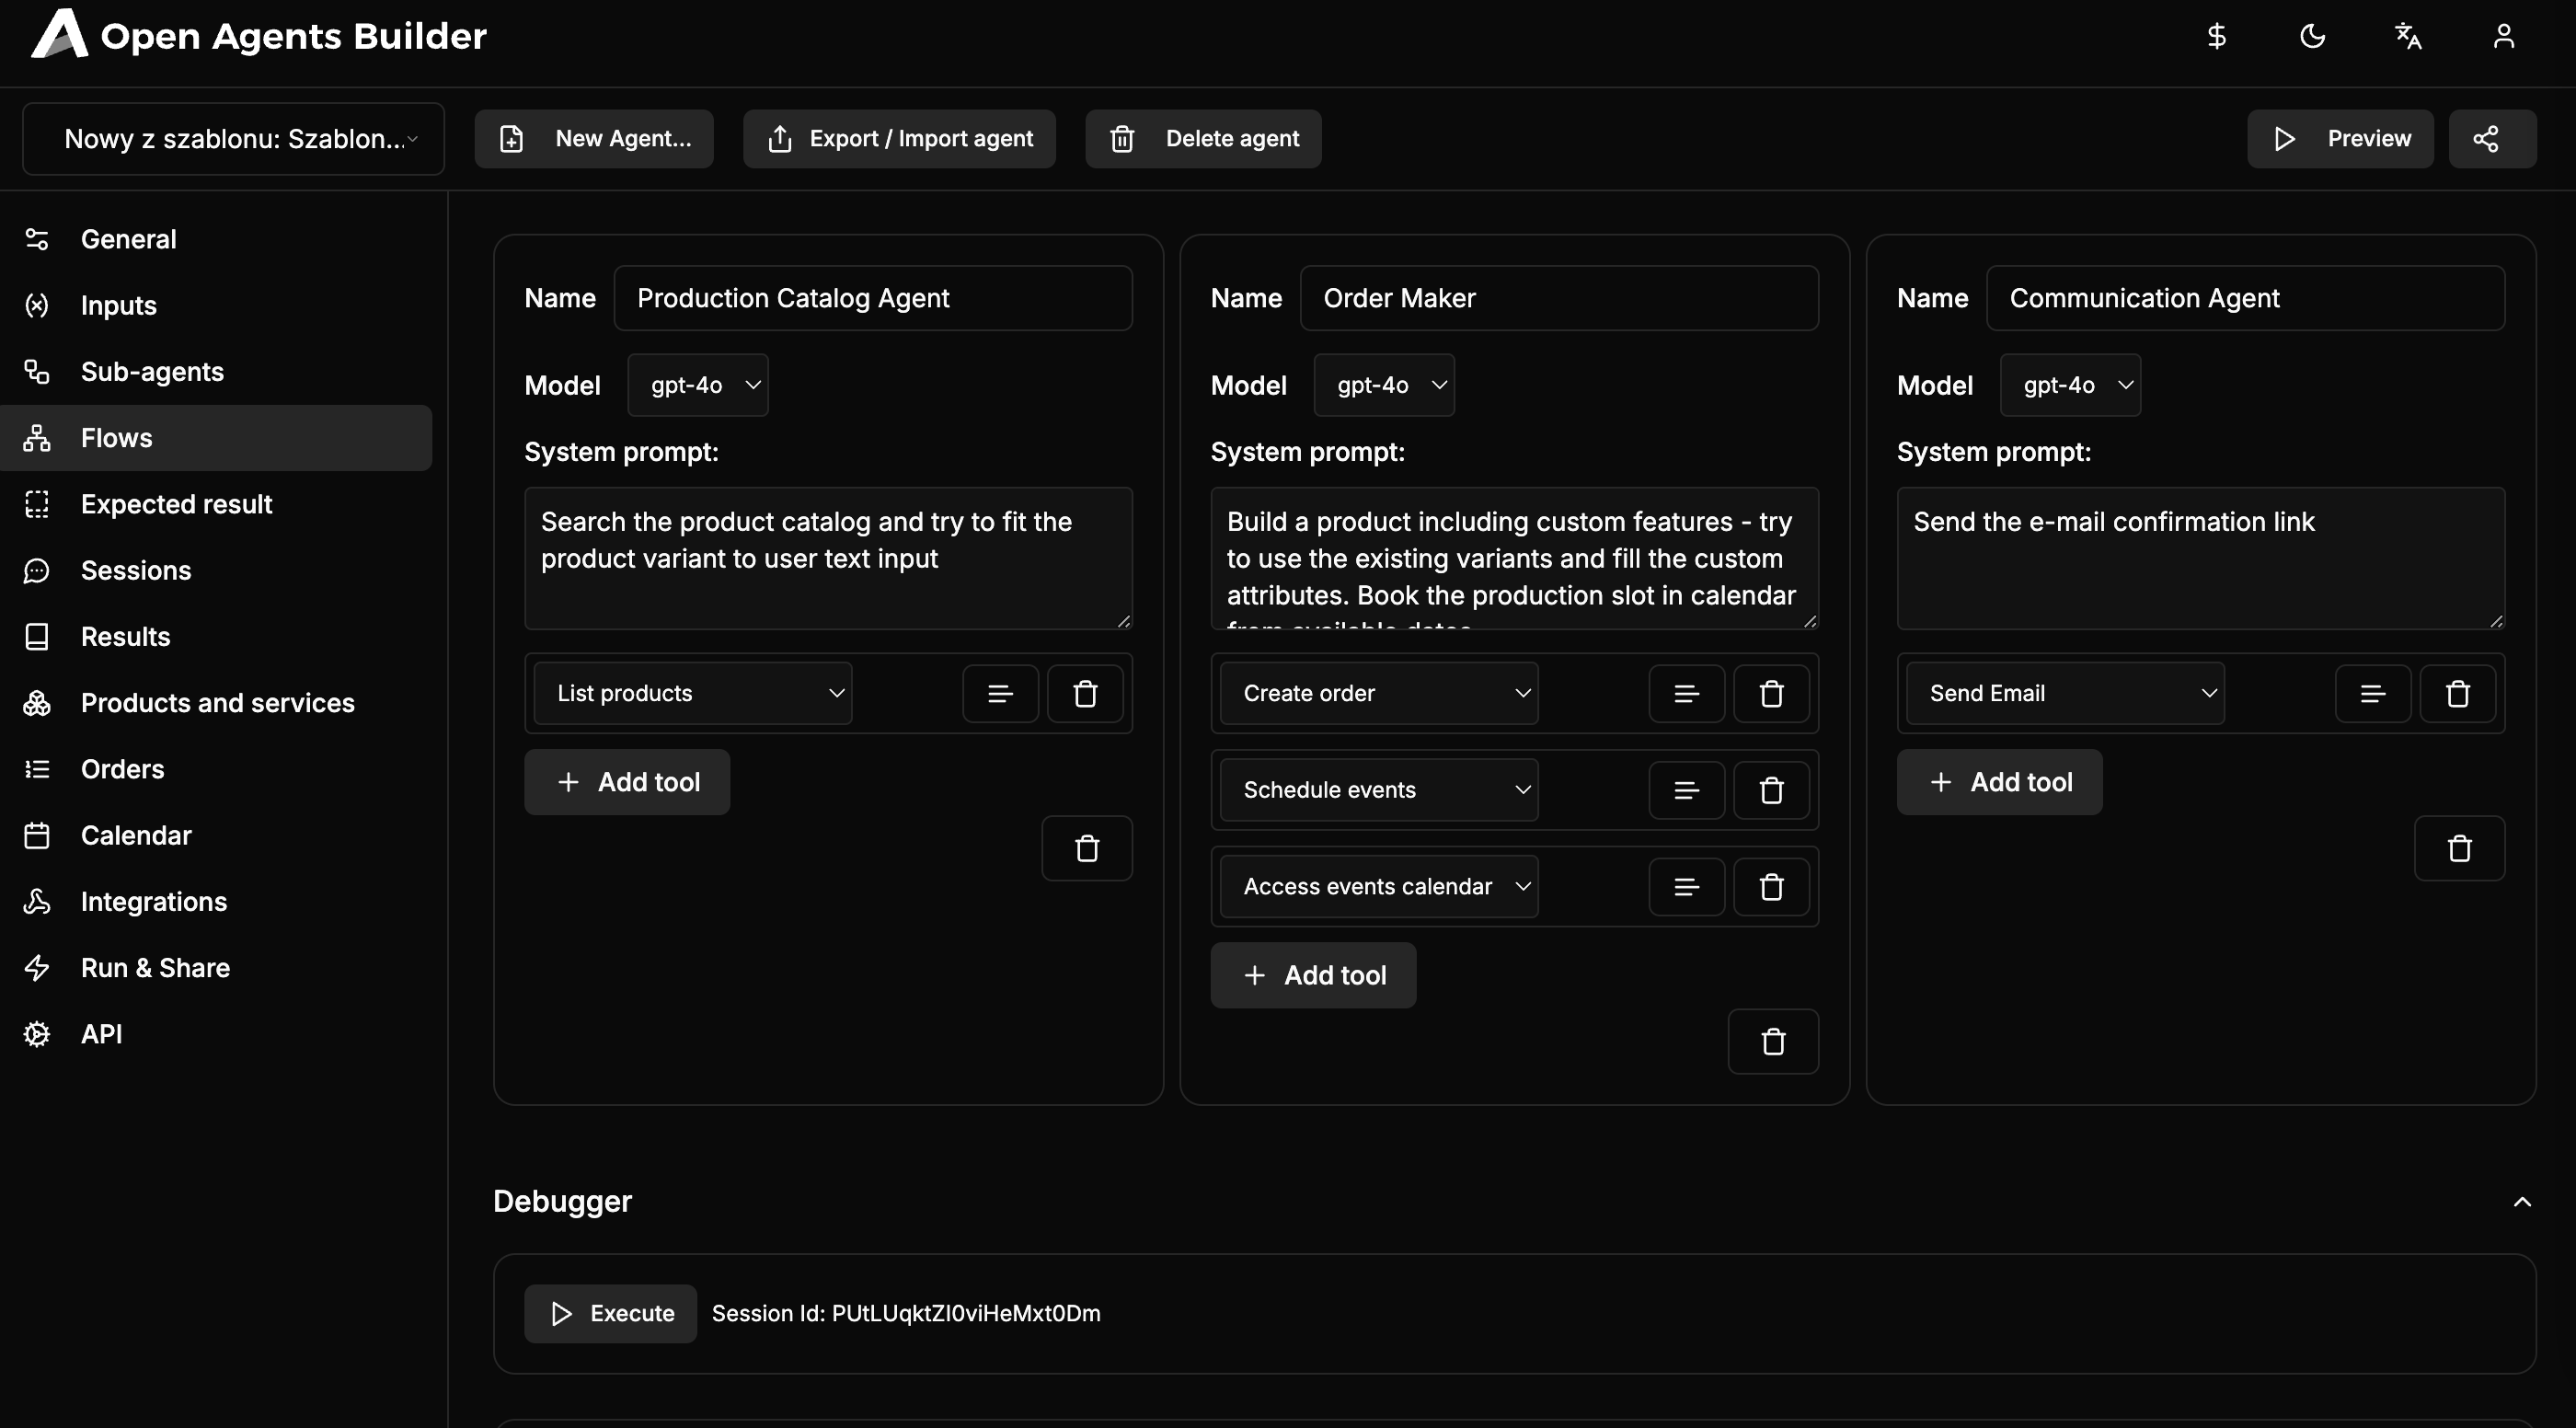 Open Agents Builder
Nowy z szablonu: Szablon...
New Agent...
Export / Import agent
Delete agent
Preview
General
Inputs
Sub-agents
Flows
Expected result
Sessions
Results
Products and services
Orders
Calendar
Integrations
Run & Share
API
Name
Production Catalog Agent
Model
gpt-4o
System prompt:
Search the product catalog and try to fit the
product variant to user text input
List products
Add tool
Name
Order Maker
Model
gpt-4o
System prompt:
Build a product including custom features - try
to use the existing variants and fill the custom
attributes. Book the production slot in calendar
from available dates
Create order
Schedule events
Access events calendar
Add tool
Name
Communication Agent
Model
gpt-4o
System prompt:
Send the e-mail confirmation link
Send Email
Add tool
Debugger
Execute
Session Id: PUtLUqktZI0viHeMxt0Dm